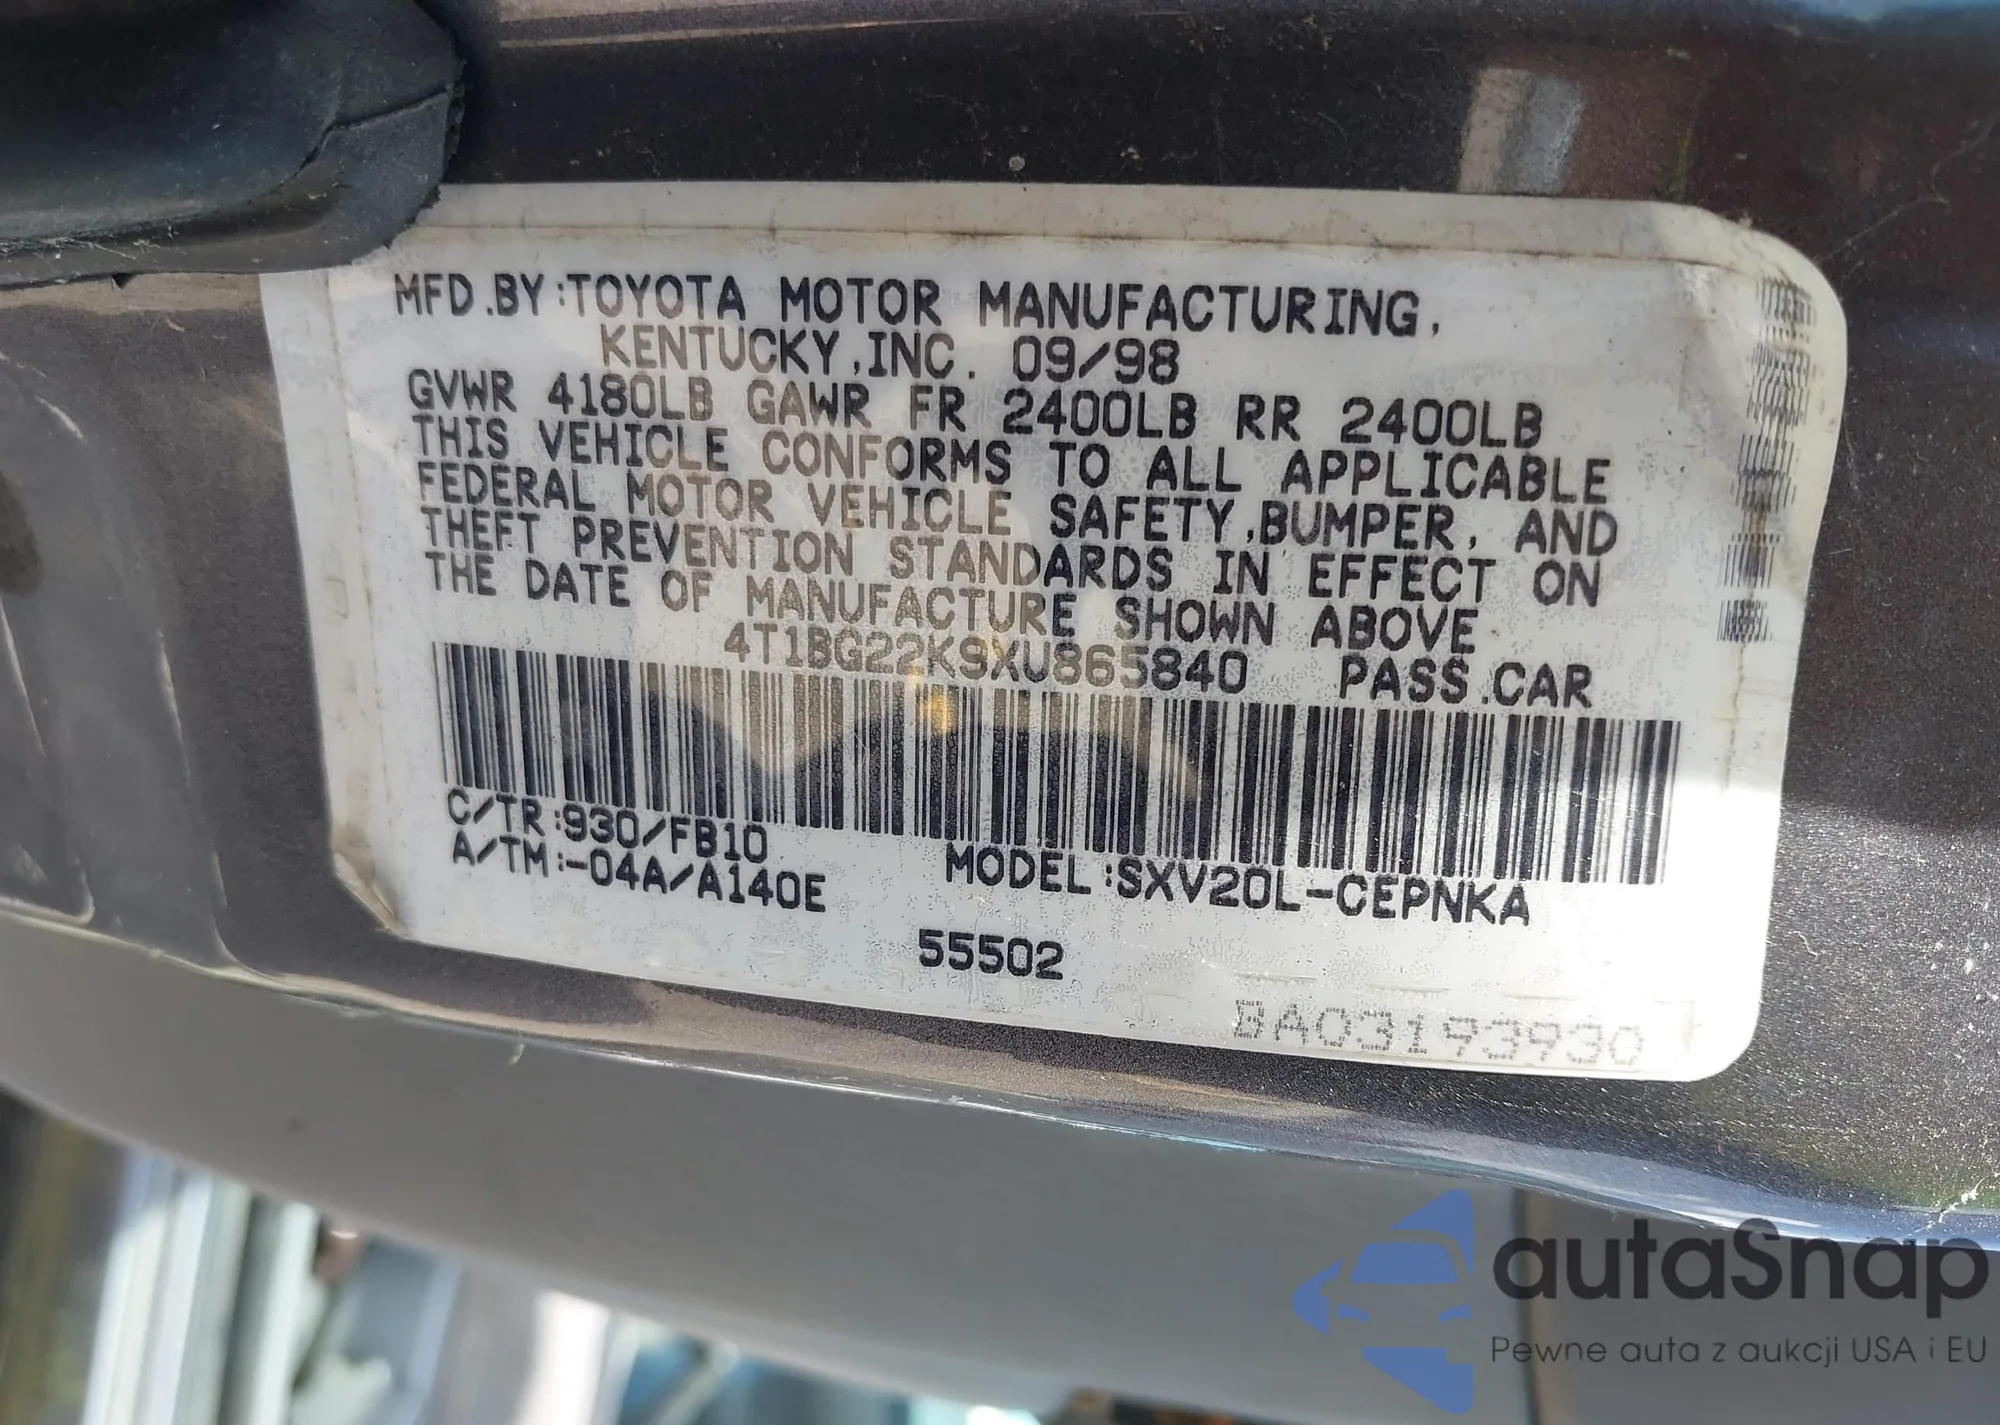 MFD.BY:TOYOTA MOTOR MANUFACTURING,
KENTUCKY,INC. 09/98
GVWR 4180LB GAWR FR 2400LB RR 2400LB
THIS VEHICLE CONFORMS TO ALL APPLICABLE
FEDERAL MOTOR VEHICLE SAFETY,BUMPER, AND
THEFT PREVENTION STANDARDS IN EFFECT ON
THE DATE OF MANUFACTURE SHOWN ABOVE
4T1BG22K9XU865840 PASS.CAR
C/TR:930/FB10
A/TM:-04A/A140E
MODEL:SXV20L-CEPNKA
55502
BA03193930
autaSnap
Pewne auta z aukcji USA i EU